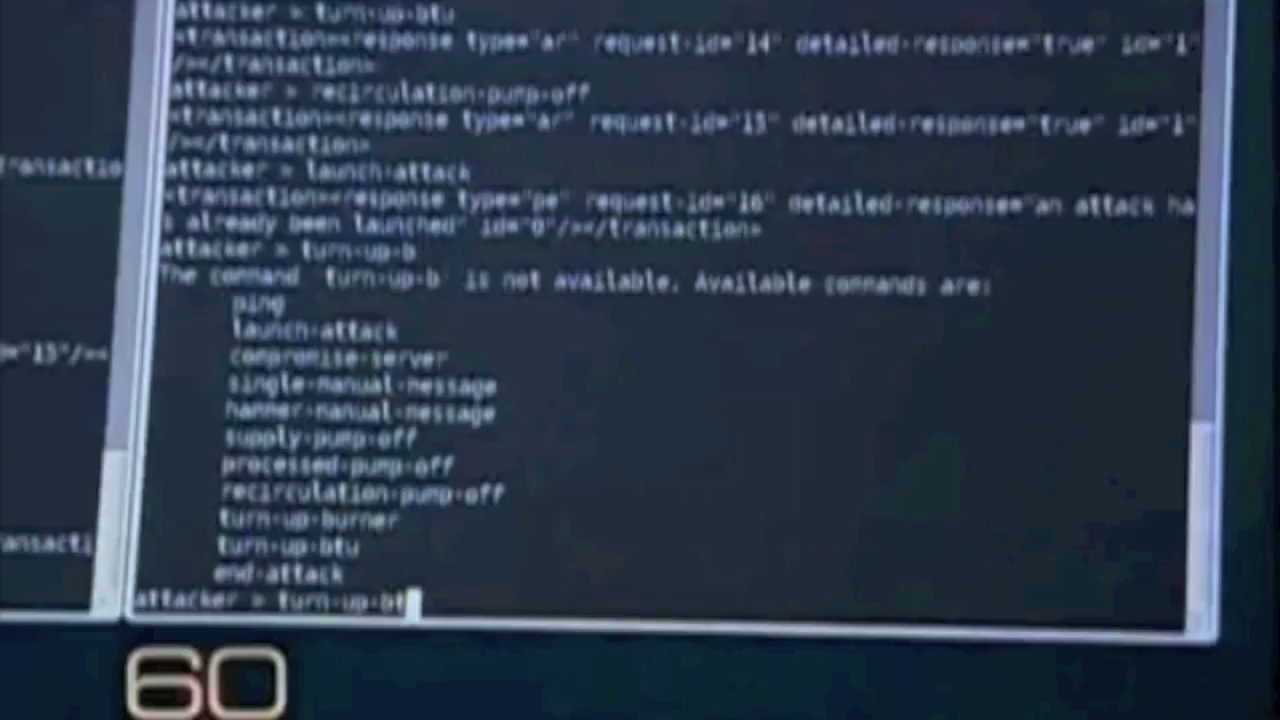 attacker > turn-up-btu
<transaction><response type="ar" request-id="14" detailed-response="true" id="1"
/></transaction>
attacker > recirculation-pump-off
<transaction><response type="ar" request-id="15" detailed-response="true" id="1"
/></transaction>
attacker > launch-attack
<transaction><response type="pe" request-id="16" detailed-response="an attack ha
s already been launched" id="0"/></transaction>
attacker > turn-up-b
The command `turn-up-b` is not available. Available commands are:
ping
launch-attack
compromise-server
single-manual-message
hammer-manual-message
supply-pump-off
processed-pump-off
recirculation-pump-off
turn-up-burner
turn-up-btu
end-attack
attacker > turn-up-bt
transactio
="15"/><
ansacti
60